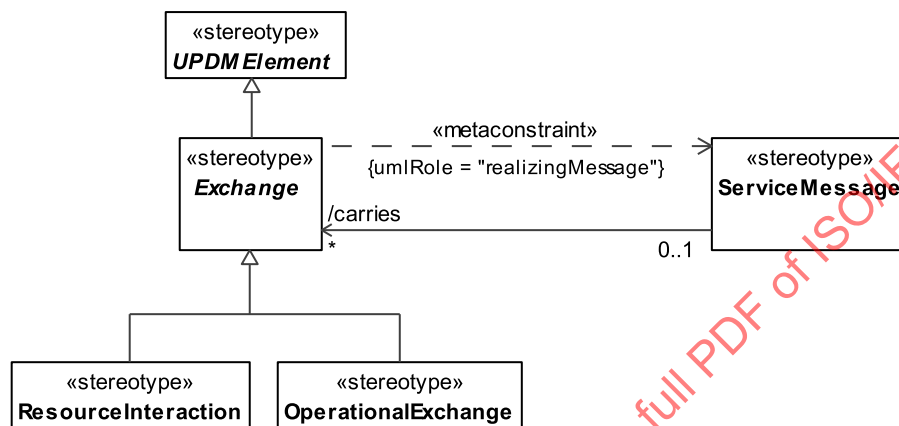 «stereotype»
UPDMElement
«metaconstraint»
{umlRole = "realizingMessage"}
«stereotype»
Exchange
«stereotype»
ServiceMessage
/carries
*
0..1
«stereotype»
ResourceInteraction
«stereotype»
OperationalExchange
full PDF of ISO/IE